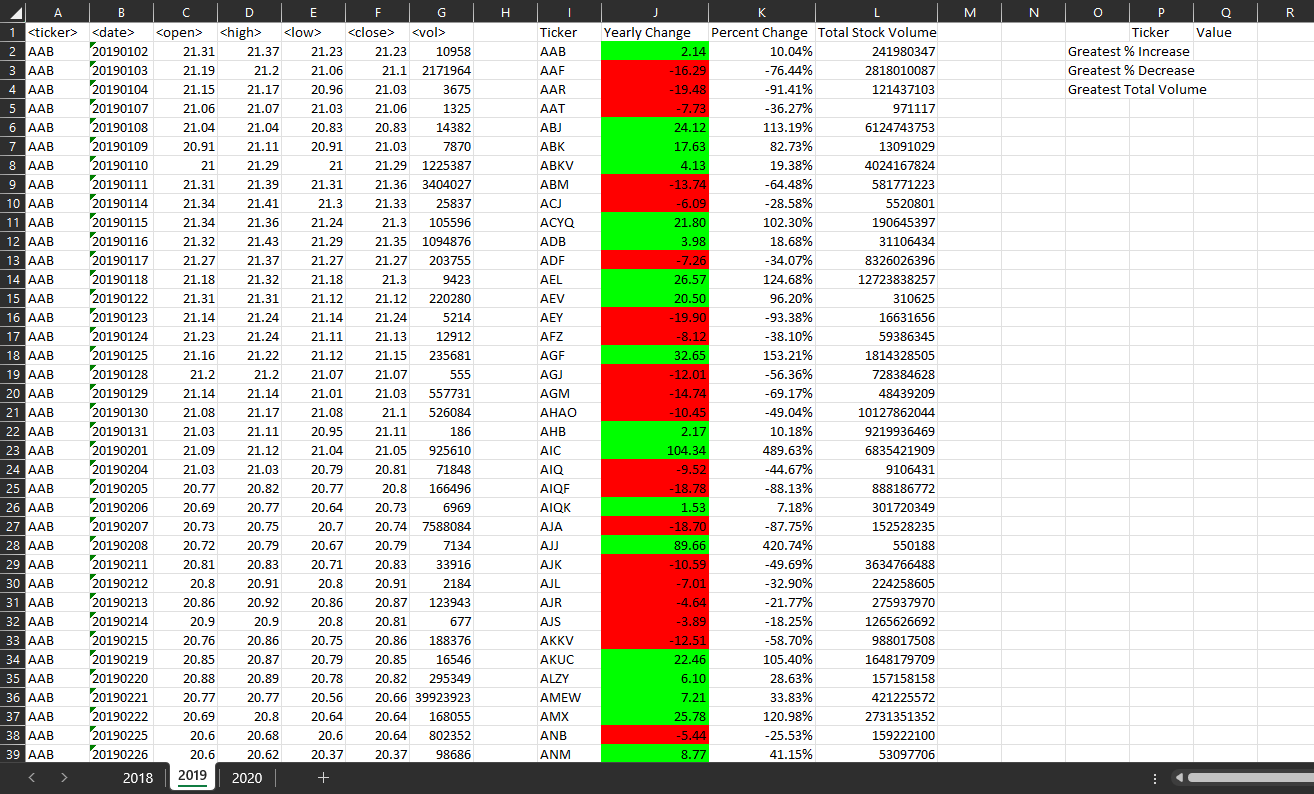 A B C D E F G H I J K L M N O P Q R
1 <ticker> <date> <open> <high> <low> <close> <vol> Ticker Yearly Change Percent Change Total Stock Volume Ticker Value
2 AAB 20190102 21.31 21.37 21.23 21.23 10958 AAB 2.14 10.04% 241980347 Greatest % Increase
3 AAB 20190103 21.19 21.2 21.06 21.1 2171964 AAF -16.29 -76.44% 2818010087 Greatest % Decrease
4 AAB 20190104 21.15 21.17 20.96 21.03 3675 AAR -19.48 -91.41% 121437103 Greatest Total Volume
5 AAB 20190107 21.06 21.07 21.03 21.06 1325 AAT -7.73 -36.27% 971117
6 AAB 20190108 21.04 21.04 20.83 20.83 14382 ABJ 24.12 113.19% 6124743753
7 AAB 20190109 20.91 21.11 20.91 21.03 7870 ABK 17.63 82.73% 13091029
8 AAB 20190110 21 21.29 21 21.29 1225387 ABKV 4.13 19.38% 4024167824
9 AAB 20190111 21.31 21.39 21.31 21.36 3404027 ABM -13.74 -64.48% 581771223
10 AAB 20190114 21.34 21.41 21.3 21.33 25837 ACJ -6.09 -28.58% 5520801
11 AAB 20190115 21.34 21.36 21.24 21.3 105596 ACYQ 21.80 102.30% 190645397
12 AAB 20190116 21.32 21.43 21.29 21.35 1094876 ADB 3.98 18.68% 31106434
13 AAB 20190117 21.27 21.37 21.27 21.27 203755 ADF -7.26 -34.07% 8326026396
14 AAB 20190118 21.18 21.32 21.18 21.3 9423 AEL 26.57 124.68% 12723838257
15 AAB 20190122 21.31 21.31 21.12 21.12 220280 AEV 20.50 96.20% 310625
16 AAB 20190123 21.14 21.24 21.14 21.24 5214 AEY -19.90 -93.38% 16631656
17 AAB 20190124 21.23 21.24 21.11 21.13 12912 AFZ -8.12 -38.10% 59386345
18 AAB 20190125 21.16 21.22 21.12 21.15 235681 AGF 32.65 153.21% 1814328505
19 AAB 20190128 21.2 21.2 21.07 21.07 555 AGJ -12.01 -56.36% 728384628
20 AAB 20190129 21.14 21.14 21.01 21.03 557731 AGM -14.74 -69.17% 48439209
21 AAB 20190130 21.08 21.17 21.08 21.1 526084 AHAO -10.45 -49.04% 10127862044
22 AAB 20190131 21.03 21.11 20.95 21.11 186 AHB 2.17 10.18% 9219936469
23 AAB 20190201 21.09 21.12 21.04 21.05 925610 AIC 104.34 489.63% 6835421909
24 AAB 20190204 21.03 21.03 20.79 20.81 71848 AIQ -9.52 -44.67% 9106431
25 AAB 20190205 20.77 20.82 20.77 20.8 166496 AIQF -18.78 -88.13% 888186772
26 AAB 20190206 20.69 20.77 20.64 20.73 6969 AIQK 1.53 7.18% 301720349
27 AAB 20190207 20.73 20.75 20.7 20.74 7588084 AJA -18.70 -87.75% 152528235
28 AAB 20190208 20.72 20.79 20.67 20.79 7134 AJJ 89.66 420.74% 550188
29 AAB 20190211 20.81 20.83 20.71 20.83 33916 AJK -10.59 -49.69% 3634766488
30 AAB 20190212 20.8 20.91 20.8 20.91 2184 AJL -7.01 -32.90% 224258605
31 AAB 20190213 20.86 20.92 20.86 20.87 123943 AJR -4.64 -21.77% 275937970
32 AAB 20190214 20.9 20.9 20.8 20.81 677 AJS -3.89 -18.25% 1265626692
33 AAB 20190215 20.76 20.86 20.75 20.86 188376 AKKV -12.51 -58.70% 988017508
34 AAB 20190219 20.85 20.87 20.79 20.85 16546 AKUC 22.46 105.40% 1648179709
35 AAB 20190220 20.88 20.89 20.78 20.82 295349 ALZY 6.10 28.63% 157158158
36 AAB 20190221 20.77 20.77 20.56 20.66 39923923 AMEW 7.21 33.83% 421225572
37 AAB 20190222 20.69 20.8 20.64 20.64 168055 AMX 25.78 120.98% 2731351352
38 AAB 20190225 20.6 20.68 20.6 20.64 802352 ANB -5.44 -25.53% 159222100
39 AAB 20190226 20.6 20.62 20.37 20.37 98686 ANM 8.77 41.15% 53097706
2018 2019 2020